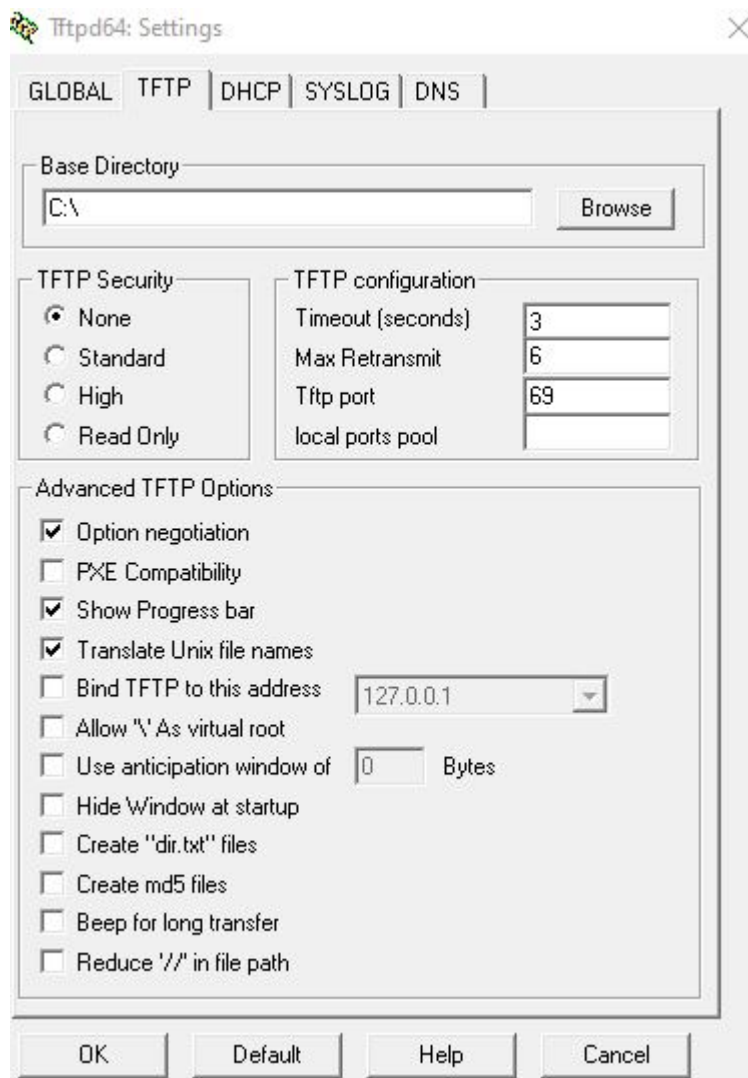 Tftpd64: Settings
GLOBAL TFTP DHCP SYSLOG DNS
Base Directory
C:\ Browse
TFTP Security
None
Standard
High
Read Only
TFTP configuration
Timeout (seconds) 3
Max Retransmit 6
Tftp port 69
local ports pool
Advanced TFTP Options
Option negotiation
PXE Compatibility
Show Progress bar
Translate Unix file names
Bind TFTP to this address 127.0.0.1
Allow '\' As virtual root
Use anticipation window of 0 Bytes
Hide Window at startup
Create "dir.txt" files
Create md5 files
Beep for long transfer
Reduce '//' in file path
OK Default Help Cancel